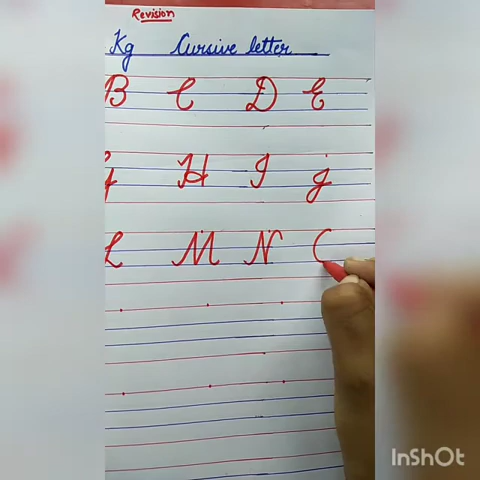 Revision
Kg Cursive letter
B C D E
H I j
L M N
InShOt